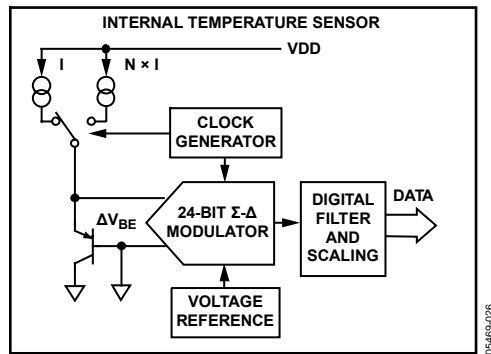 INTERNAL TEMPERATURE SENSOR
VDD
I
N × I
CLOCK
GENERATOR
24-BIT Σ-Δ
MODULATOR
ΔVBE
DIGITAL
FILTER
AND
SCALING
DATA
VOLTAGE
REFERENCE
05469-026